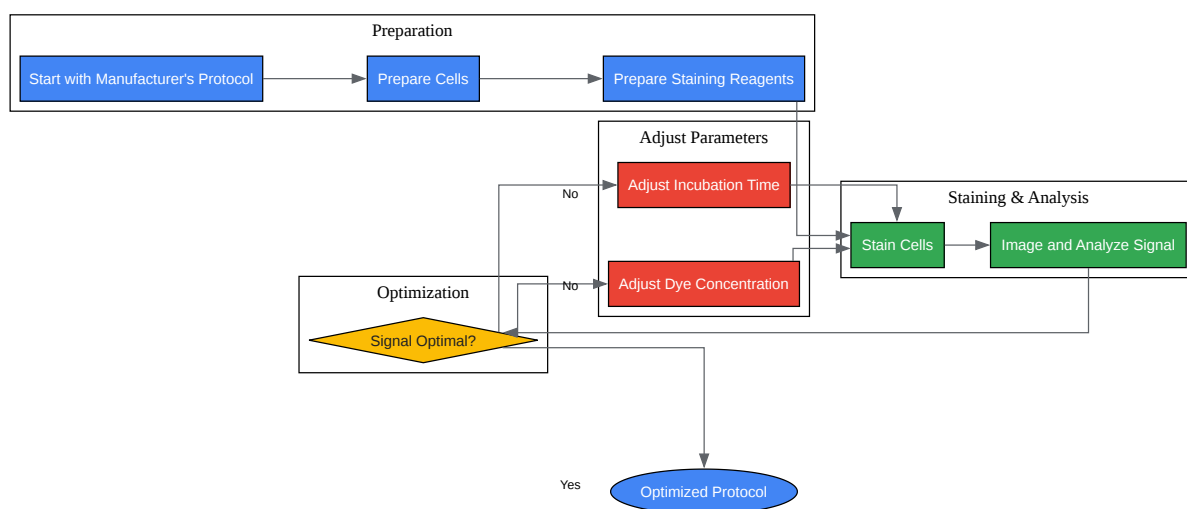 Preparation
Start with Manufacturer's Protocol
Prepare Cells
Prepare Staining Reagents
Adjust Parameters
Adjust Incubation Time
No
Staining & Analysis
Stain Cells
Image and Analyze Signal
Adjust Dye Concentration
No
Optimization
Signal Optimal?
Yes
Optimized Protocol